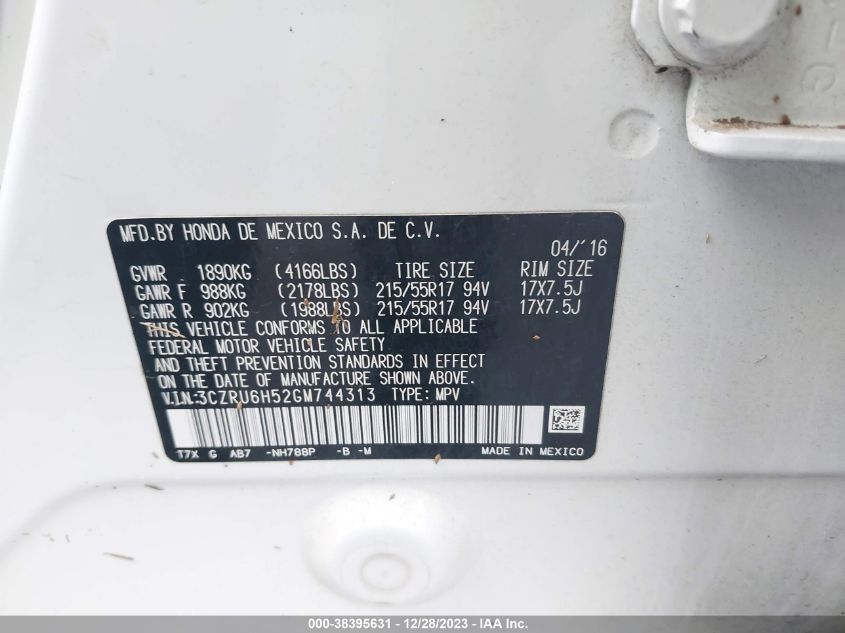 MFD.BY HONDA DE MEXICO S.A. DE C.V.
04/'16
GVWR 1890KG (4166LBS) TIRE SIZE RIM SIZE
GAWR F 988KG (2178LBS) 215/55R17 94V 17X7.5J
GAWR R 902KG (1988LBS) 215/55R17 94V 17X7.5J
THIS VEHICLE CONFORMS TO ALL APPLICABLE
FEDERAL MOTOR VEHICLE SAFETY
AND THEFT PREVENTION STANDARDS IN EFFECT
ON THE DATE OF MANUFACTURE SHOWN ABOVE.
V.I.N:3CZRU6H52GM744313 TYPE: MPV
T7X G AB7 -NH788P -B -M MADE IN MEXICO
000-38395631 - 12/28/2023 - IAA Inc.